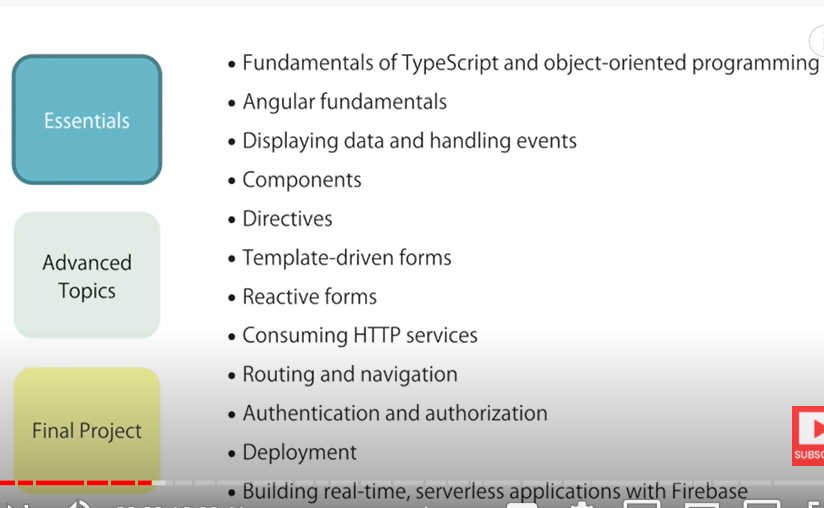 Essentials
Advanced
Topics
Final Project
• Fundamentals of TypeScript and object-oriented programming
• Angular fundamentals
• Displaying data and handling events
• Components
• Directives
• Template-driven forms
• Reactive forms
• Consuming HTTP services
• Routing and navigation
• Authentication and authorization
• Deployment
• Building real-time, serverless applications with Firebase